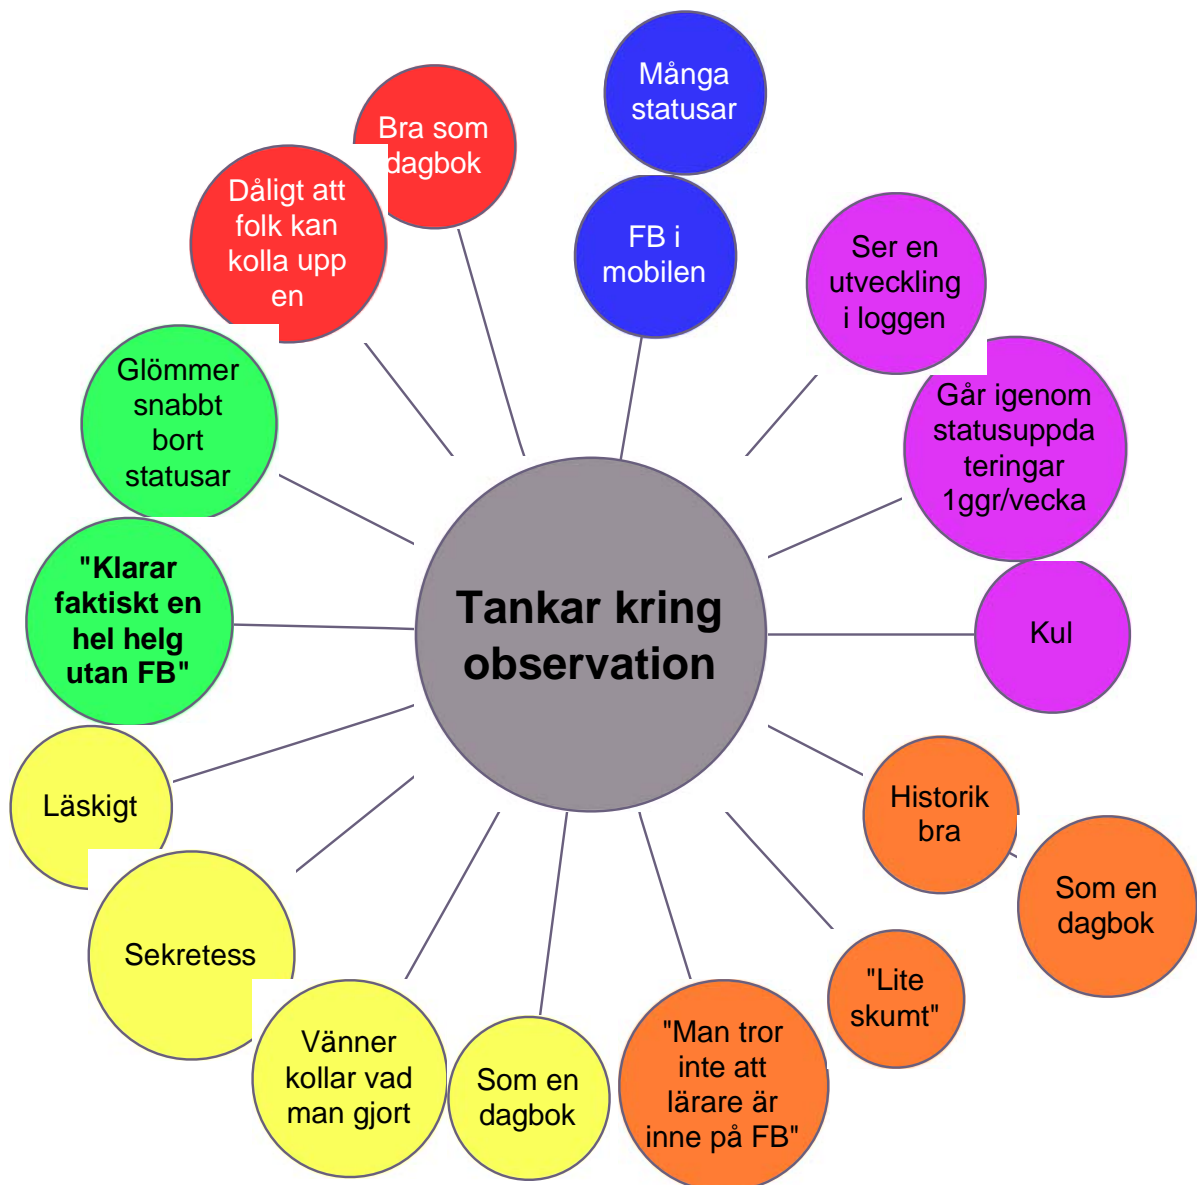 Många
statusar
FB i
mobilen
Bra som
dagbok
Dåligt att
folk kan
kolla upp
en
Ser en
utveckling
i loggen
Går igenom
statusuppda
teringar
1ggr/vecka
Kul
Glömmer
snabbt
bort
statusar
"Klarar
faktiskt en
hel helg
utan FB"
Tankar kring
observation
Läskigt
Sekretess
Vänner
kollar vad
man gjort
Som en
dagbok
"Man tror
inte att
lärare är
inne på FB"
"Lite
skumt"
Historik
bra
Som en
dagbok